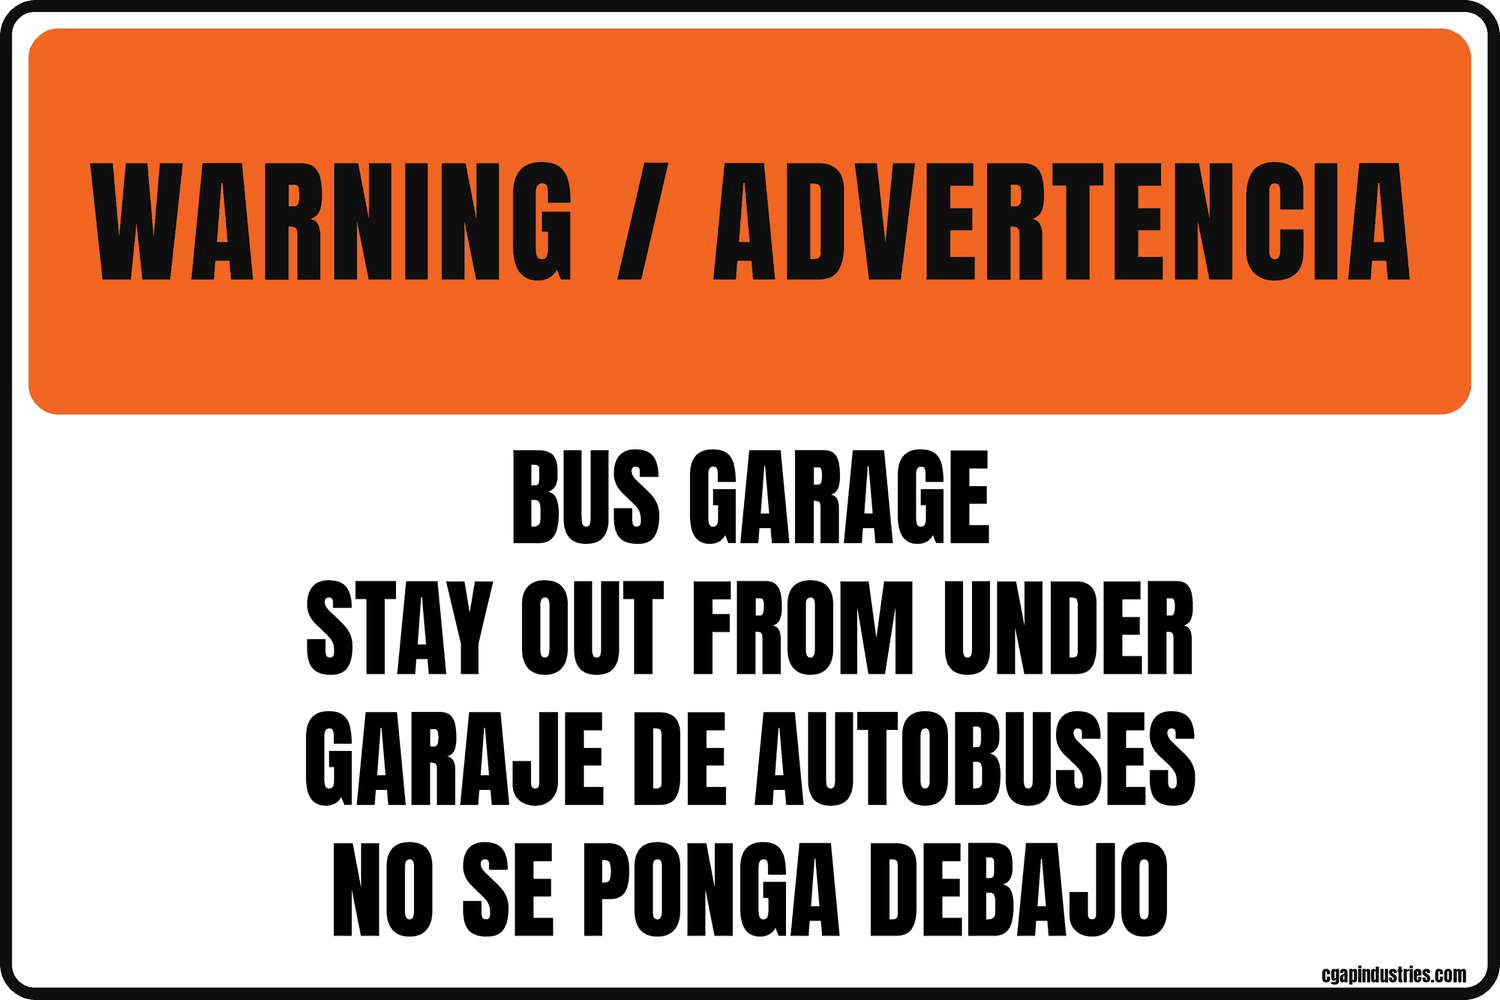 WARNING / ADVERTENCIA
BUS GARAGE
STAY OUT FROM UNDER
GARAJE DE AUTOBUSES
NO SE PONGA DEBAJO
cgapindustries.com